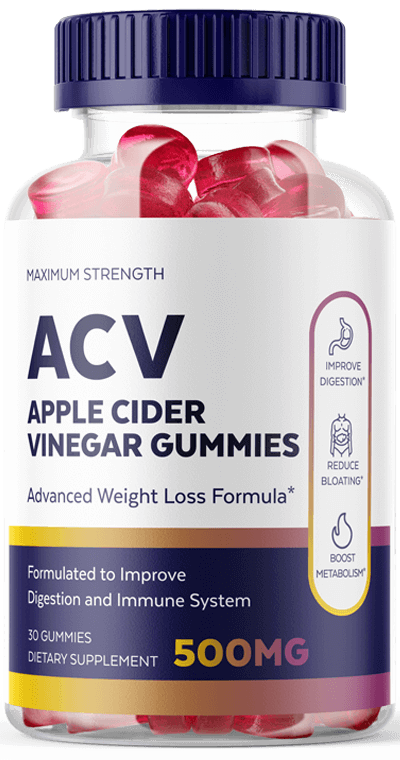 MAXIMUM STRENGTH
ACV
APPLE CIDER
VINEGAR GUMMIES
Advanced Weight Loss Formula*
IMPROVE
DIGESTION*
REDUCE
BLOATING*
BOOST
METABOLISM*
Formulated to Improve
Digestion and Immune System
30 GUMMIES
DIETARY SUPPLEMENT
500MG